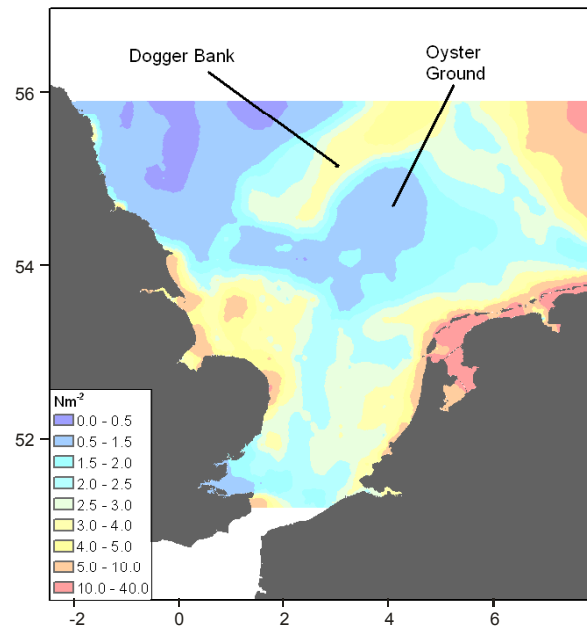 Dogger Bank
Oyster
Ground
56
54
52
Nm-2
0.0 - 0.5
0.5 - 1.5
1.5 - 2.0
2.0 - 2.5
2.5 - 3.0
3.0 - 4.0
4.0 - 5.0
5.0 - 10.0
10.0 - 40.0
-2 0 2 4 6